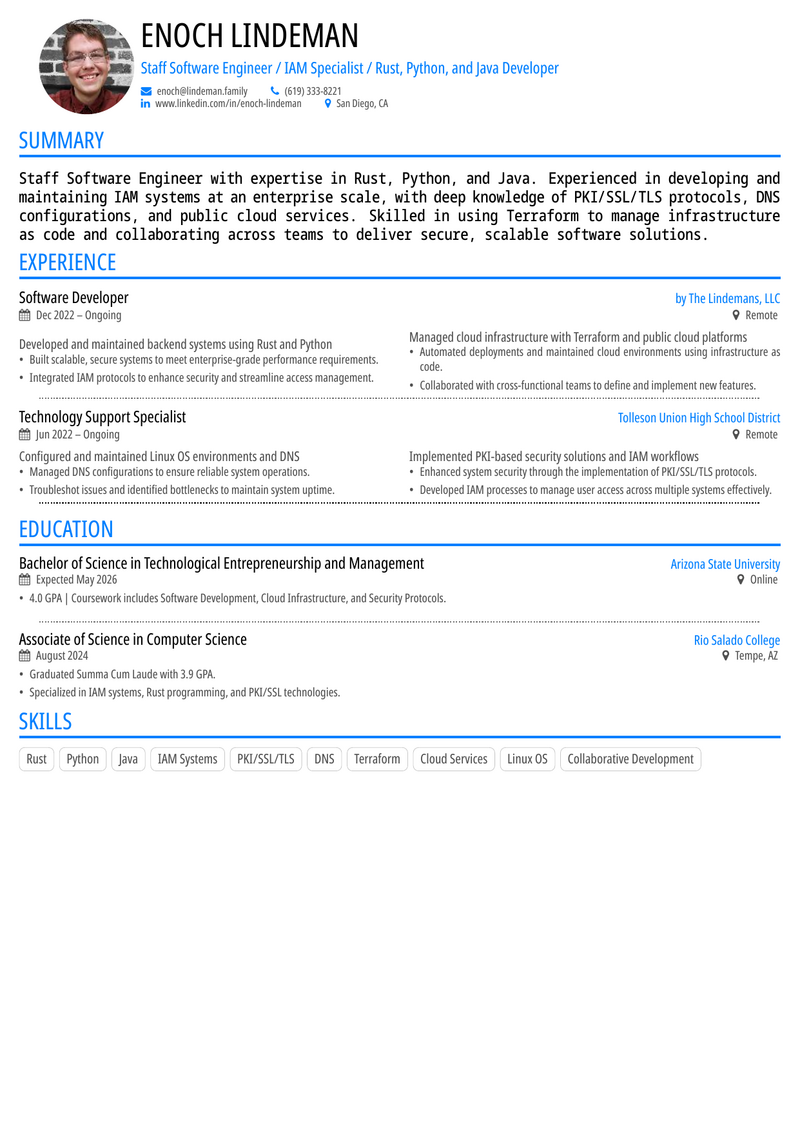 ENOCH LINDEMAN
Staff Software Engineer / IAM Specialist / Rust, Python, and Java Developer
enoch@lindeman.family (619) 333-8221
www.linkedin.com/in/enoch-lindeman San Diego, CA
SUMMARY
Staff Software Engineer with expertise in Rust, Python, and Java. Experienced in developing and
maintaining IAM systems at an enterprise scale, with deep knowledge of PKI/SSL/TLS protocols, DNS
configurations, and public cloud services. Skilled in using Terraform to manage infrastructure
as code and collaborating across teams to deliver secure, scalable software solutions.
EXPERIENCE
Software Developer by The Lindemans, LLC
Dec 2022 – Ongoing Remote
Developed and maintained backend systems using Rust and Python
• Built scalable, secure systems to meet enterprise-grade performance requirements.
• Integrated IAM protocols to enhance security and streamline access management.
Managed cloud infrastructure with Terraform and public cloud platforms
• Automated deployments and maintained cloud environments using infrastructure as
code.
• Collaborated with cross-functional teams to define and implement new features.
Technology Support Specialist Tolleson Union High School District
Jun 2022 – Ongoing Remote
Configured and maintained Linux OS environments and DNS
• Managed DNS configurations to ensure reliable system operations.
• Troubleshot issues and identified bottlenecks to maintain system uptime.
Implemented PKI-based security solutions and IAM workflows
• Enhanced system security through the implementation of PKI/SSL/TLS protocols.
• Developed IAM processes to manage user access across multiple systems effectively.
EDUCATION
Bachelor of Science in Technological Entrepreneurship and Management Arizona State University
Expected May 2026 Online
• 4.0 GPA | Coursework includes Software Development, Cloud Infrastructure, and Security Protocols.
Associate of Science in Computer Science Rio Salado College
August 2024 Tempe, AZ
• Graduated Summa Cum Laude with 3.9 GPA.
• Specialized in IAM systems, Rust programming, and PKI/SSL technologies.
SKILLS
Rust Python Java IAM Systems PKI/SSL/TLS DNS Terraform Cloud Services Linux OS Collaborative Development